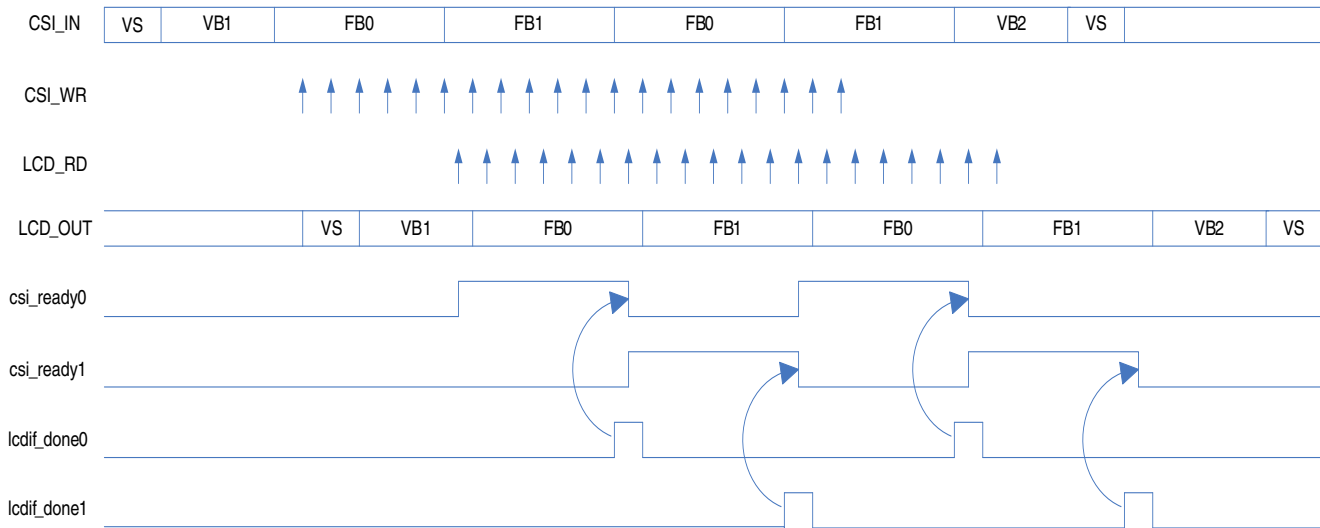 CSI_IN VS VB1 FB0 FB1 FB0 FB1 VB2 VS
CSI_WR
LCD_RD
LCD_OUT VS VB1 FB0 FB1 FB0 FB1 VB2 VS
csi_ready0
csi_ready1
lcdif_done0
lcdif_done1